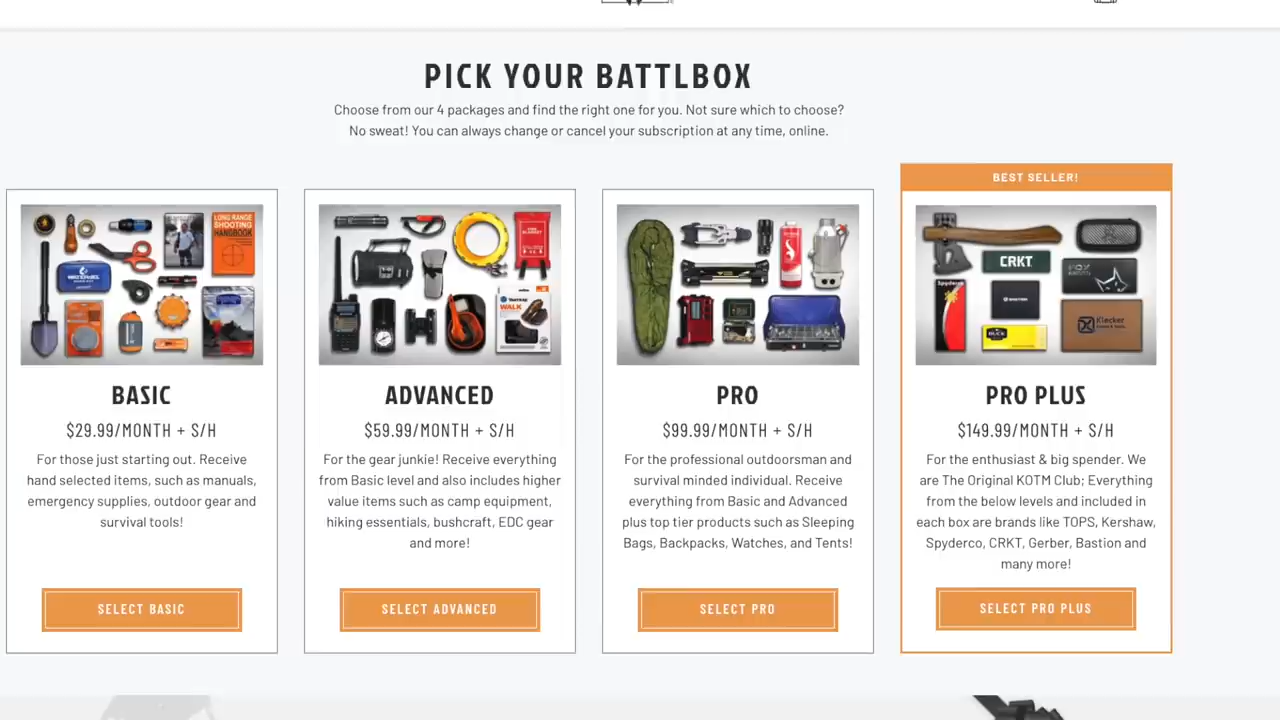 PICK YOUR BATTLBOX
Choose from our 4 packages and find the right one for you. Not sure which to choose?
No sweat! You can always change or cancel your subscription at any time, online.
LONG RANGE
SHOOTING
HANDBOOK
BASIC
$29.99/MONTH + S/H
For those just starting out. Receive
hand selected items, such as manuals,
emergency supplies, outdoor gear and
survival tools!
SELECT BASIC
WALK
ADVANCED
$59.99/MONTH + S/H
For the gear junkie! Receive everything
from Basic level and also includes higher
value items such as camp equipment,
hiking essentials, bushcraft, EDC gear
and more!
SELECT ADVANCED
PRO
$99.99/MONTH + S/H
For the professional outdoorsman and
survival minded individual. Receive
everything from Basic and Advanced
plus top tier products such as Sleeping
Bags, Backpacks, Watches, and Tents!
SELECT PRO
BEST SELLER!
CRKT
Spyderco
Klecker
PRO PLUS
$149.99/MONTH + S/H
For the enthusiast & big spender. We
are The Original KOTM Club; Everything
from the below levels and included in
each box are brands like TOPS, Kershaw,
Spyderco, CRKT, Gerber, Bastion and
many more!
SELECT PRO PLUS